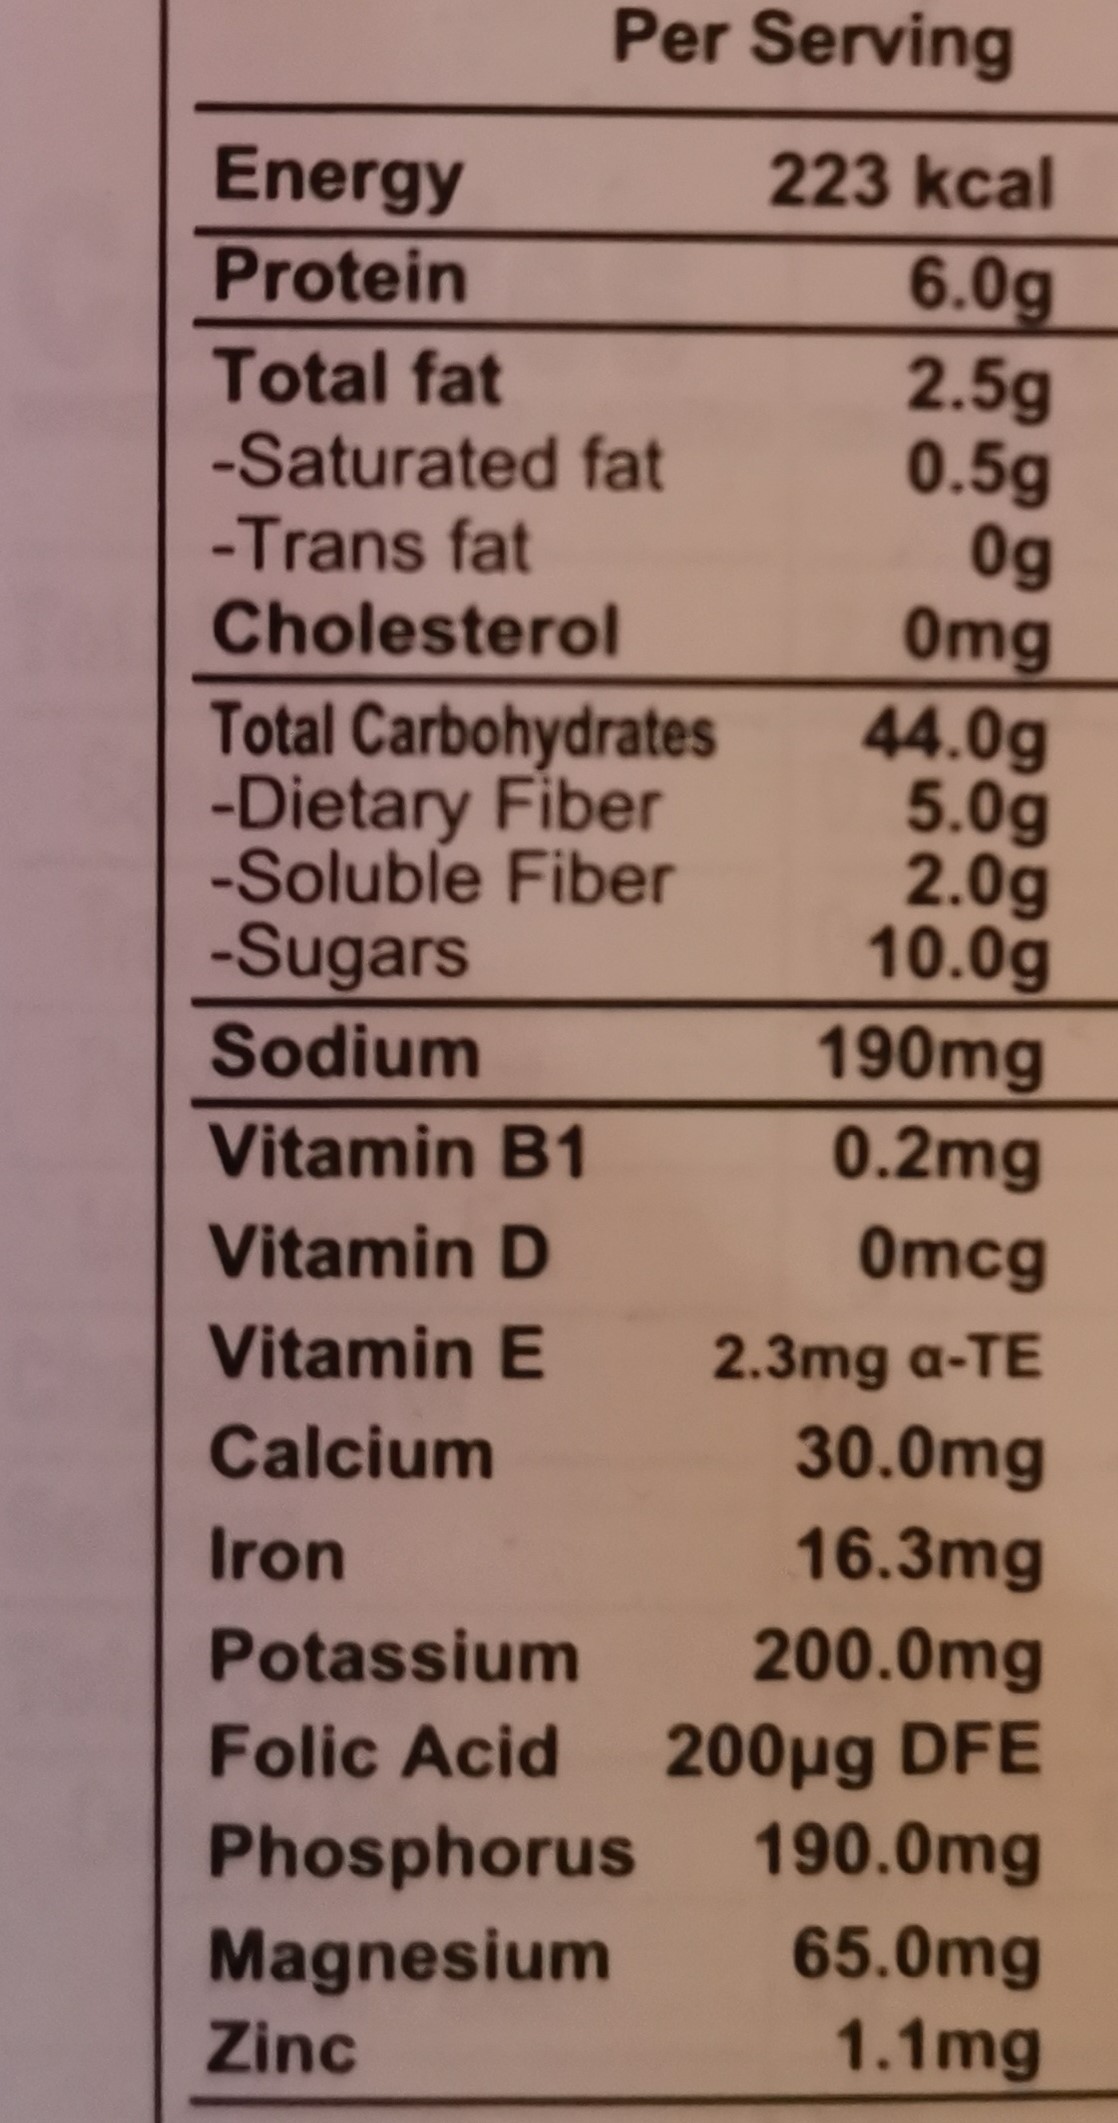 Per Serving
Energy 223 kcal
Protein 6.0g
Total fat 2.5g
-Saturated fat 0.5g
-Trans fat 0g
Cholesterol 0mg
Total Carbohydrates 44.0g
-Dietary Fiber 5.0g
-Soluble Fiber 2.0g
-Sugars 10.0g
Sodium 190mg
Vitamin B1 0.2mg
Vitamin D 0mcg
Vitamin E 2.3mg α-TE
Calcium 30.0mg
Iron 16.3mg
Potassium 200.0mg
Folic Acid 200µg DFE
Phosphorus 190.0mg
Magnesium 65.0mg
Zinc 1.1mg